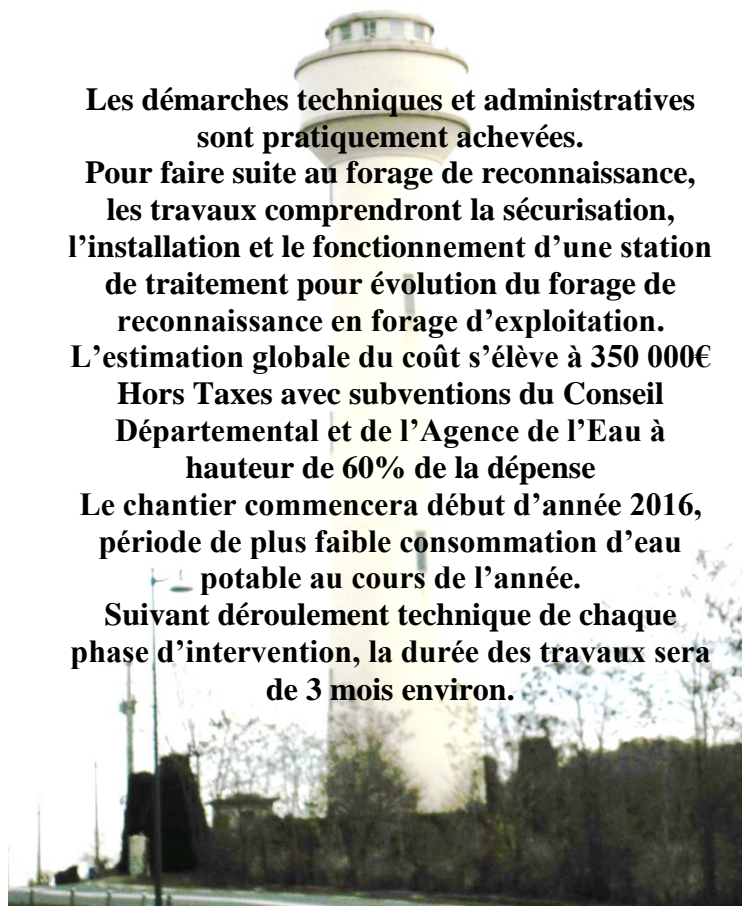 Les démarches techniques et administratives
sont pratiquement achevées.
Pour faire suite au forage de reconnaissance,
les travaux comprendront la sécurisation,
l’installation et le fonctionnement d’une station
de traitement pour évolution du forage de
reconnaissance en forage d’exploitation.
L’estimation globale du coût s’élève à 350 000€
Hors Taxes avec subventions du Conseil
Départemental et de l’Agence de l’Eau à
hauteur de 60% de la dépense
Le chantier commencera début d’année 2016,
période de plus faible consommation d’eau
potable au cours de l’année.
Suivant déroulement technique de chaque
phase d’intervention, la durée des travaux sera
de 3 mois environ.